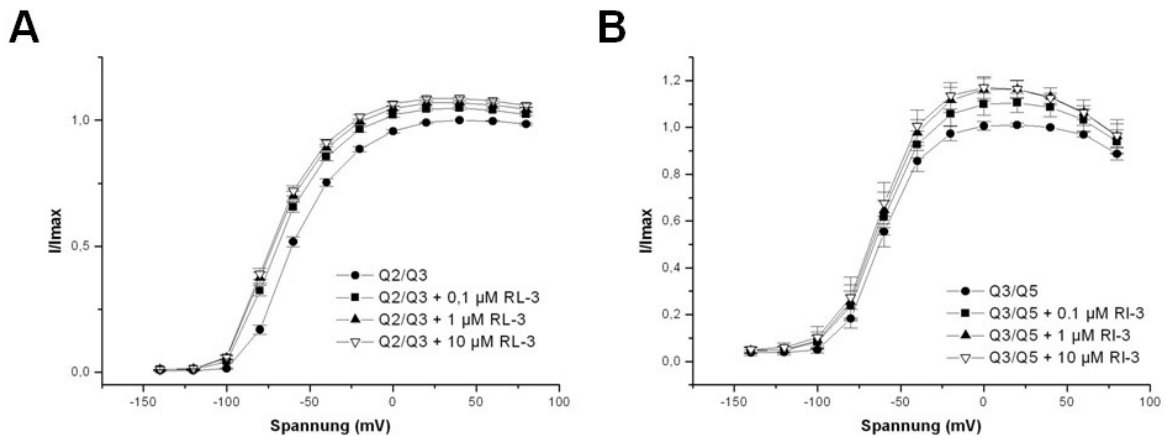 A
I/Imax
1,0
0,5
0,0
-150
-100
-50
0
50
100
Spannung (mV)
Q2/Q3
Q2/Q3 + 0,1 µM RL-3
Q2/Q3 + 1 µM RL-3
Q2/Q3 + 10 µM RL-3
B
I/Imax
1,2
1,0
0,8
0,6
0,4
0,2
0,0
-150
-100
-50
0
50
100
Spannung (mV)
Q3/Q5
Q3/Q5 + 0.1 µM RI-3
Q3/Q5 + 1 µM RI-3
Q3/Q5 + 10 µM RI-3